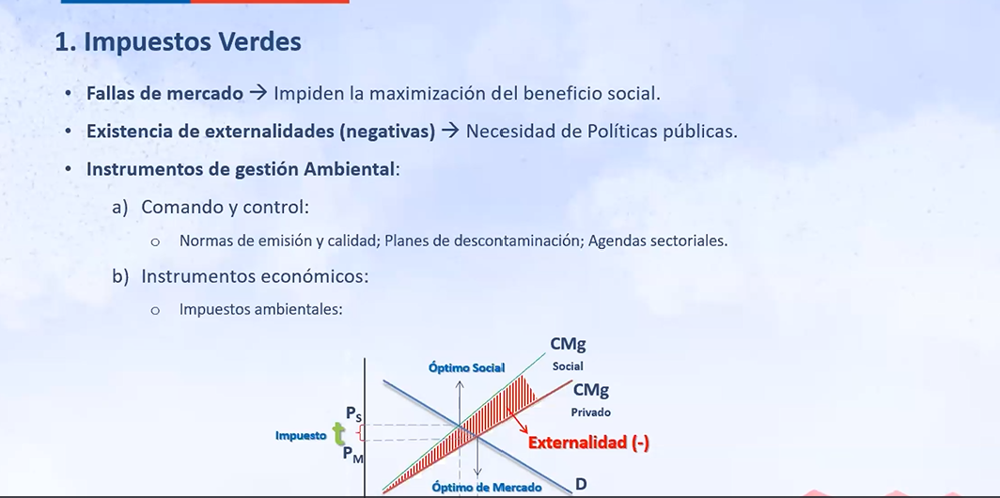 1. Impuestos Verdes
• Fallas de mercado → Impiden la maximización del beneficio social.
• Existencia de externalidades (negativas) → Necesidad de Políticas públicas.
• Instrumentos de gestión Ambiental:
a) Comando y control:
o Normas de emisión y calidad; Planes de descontaminación; Agendas sectoriales.
b) Instrumentos económicos:
o Impuestos ambientales:
CMg
Social
Óptimo Social
CMg
Privado
PS
Impuesto t
PM
Externalidad (-)
Óptimo de Mercado
D